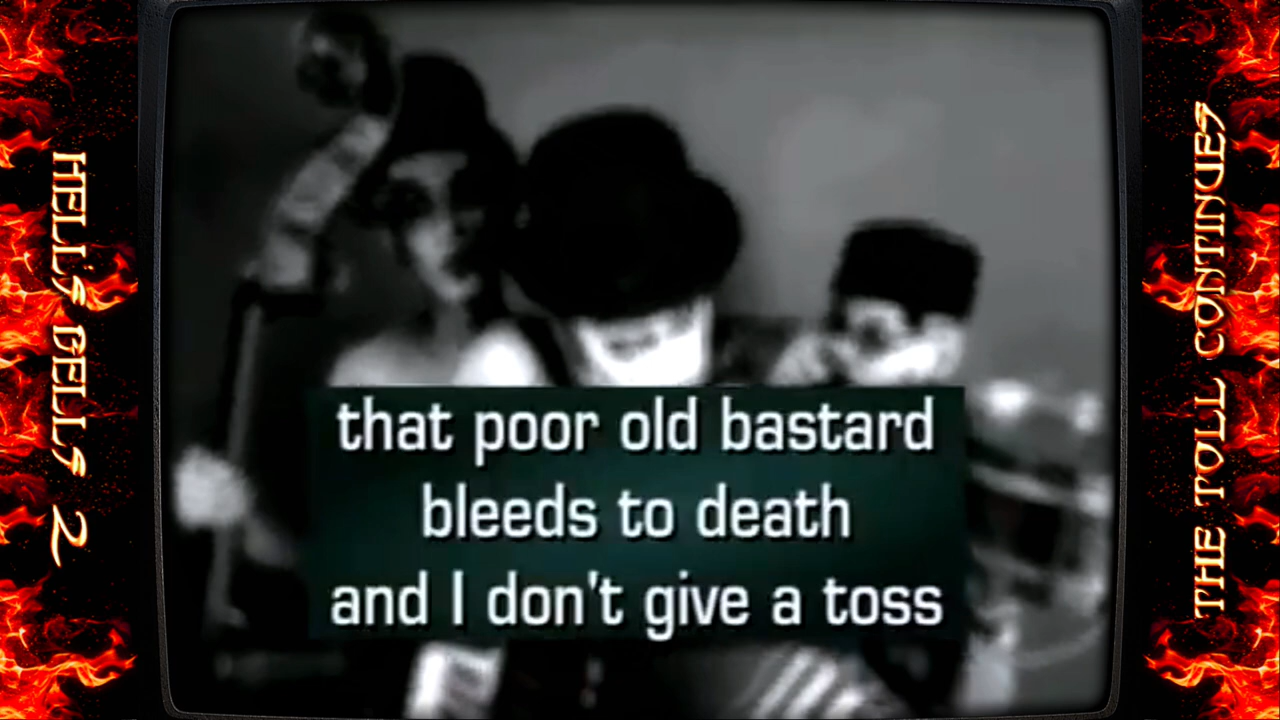 HELL'S BELLS 2
that poor old bastard
bleeds to death
and I don't give a toss
THE TOLL CONTINUES